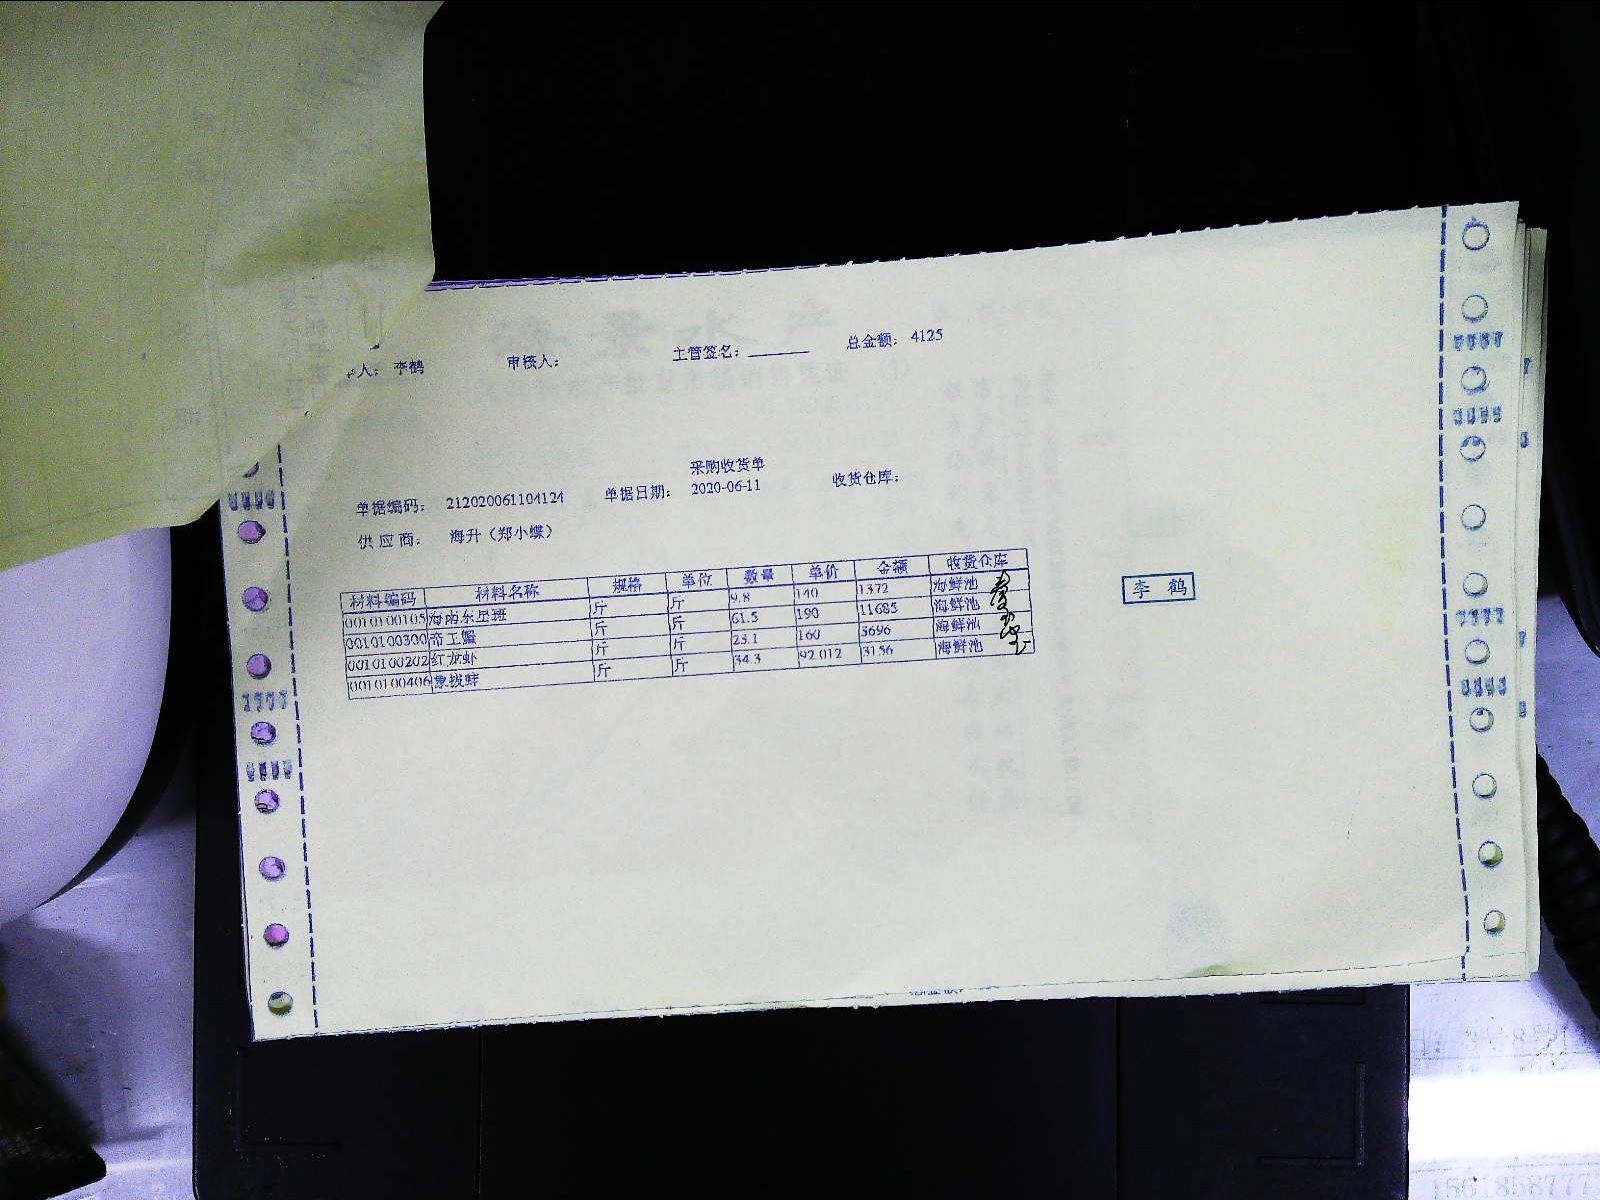 人： 李鹤 审核人： 主管签名：______ 总金额： 4125
采购收货单
单据编码： 212020061104124 单据日期： 2020-06-11 收货仓库：
供应商： 海升（郑小蝶）
材料编码 材料名称 规格 单位 数量 单价 金额 收货仓库
0010100105 海南东星斑 斤 斤 9.8 140 1372 海鲜池
0010100300 帝王蟹 斤 斤 61.5 190 11685 海鲜池
0010100202 红龙虾 斤 斤 23.1 160 3696 海鲜池
0010100406 象拔蚌 斤 斤 34.3 92.012 3156 海鲜池
李 鹤